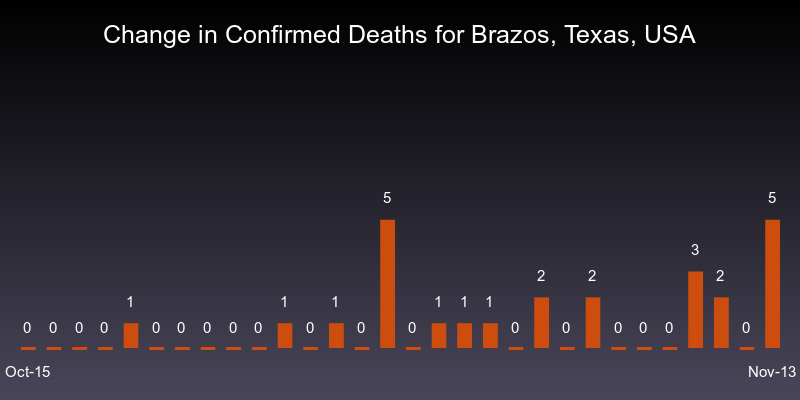 Change in Confirmed Deaths for Brazos, Texas, USA
0 0 0 0 1 0 0 0 0 0 1 0 1 0 5 0 1 1 1 0 2 0 2 0 0 0 3 2 0 5
Oct-15 Nov-13